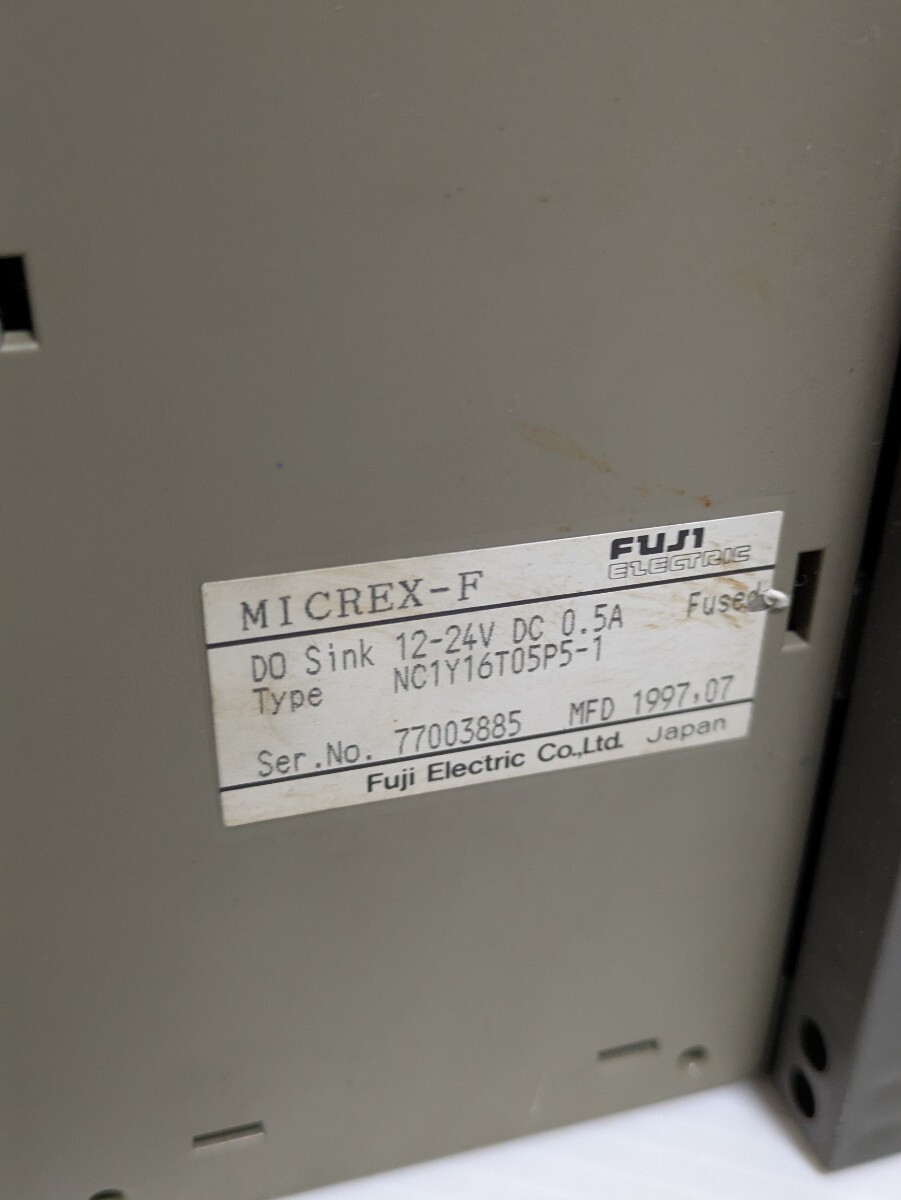 FUJI
ELECTRIC
MICREX-F
DO Sink 12-24V DC 0.5A Fused
Type NC1Y16T05P5-1
Ser.No. 77003885 MFD 1997,07
Fuji Electric Co.,Ltd. Japan